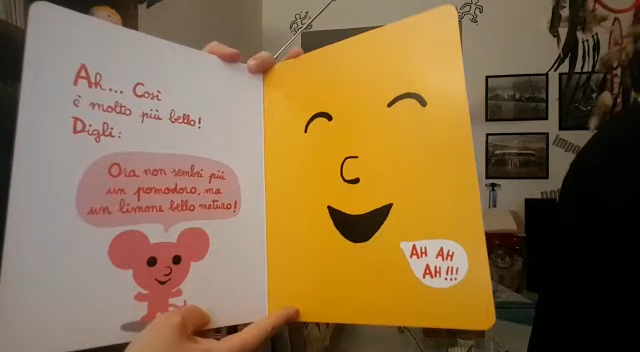 Ah... Così
è molto più bello!
Digli:
Ora non sembri più
un pomodoro, ma
un limone bello maturo!
AH AH
AH!!!